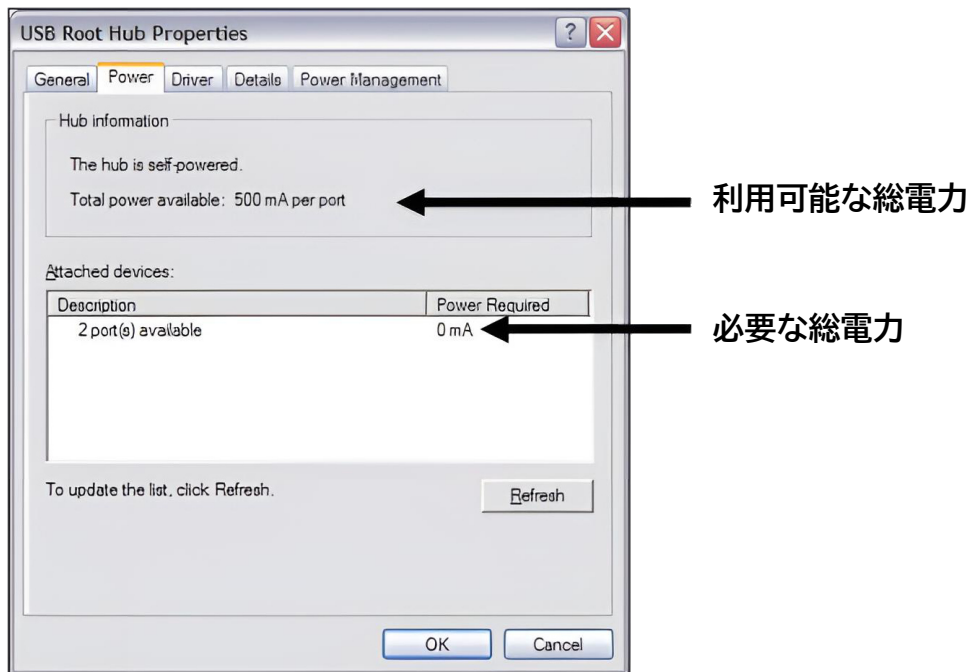 USB Root Hub Properties
?
General Power Driver Details Power Management
Hub information
The hub is self-powered.
Total power available: 500 mA per port
利用可能な総電力
Attached devices:
Description Power Required
2 port(s) available 0 mA
必要な総電力
To update the list, click Refresh.
Refresh
OK Cancel